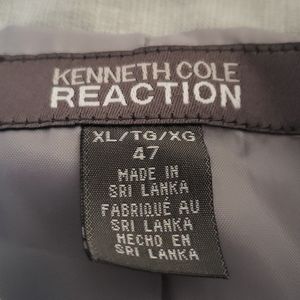 KENNETH COLE
REACTION
XL/TG/XG
47
MADE IN
SRI LANKA
FABRIQUÉ AU
SRI LANKA
HECHO EN
SRI LANKA